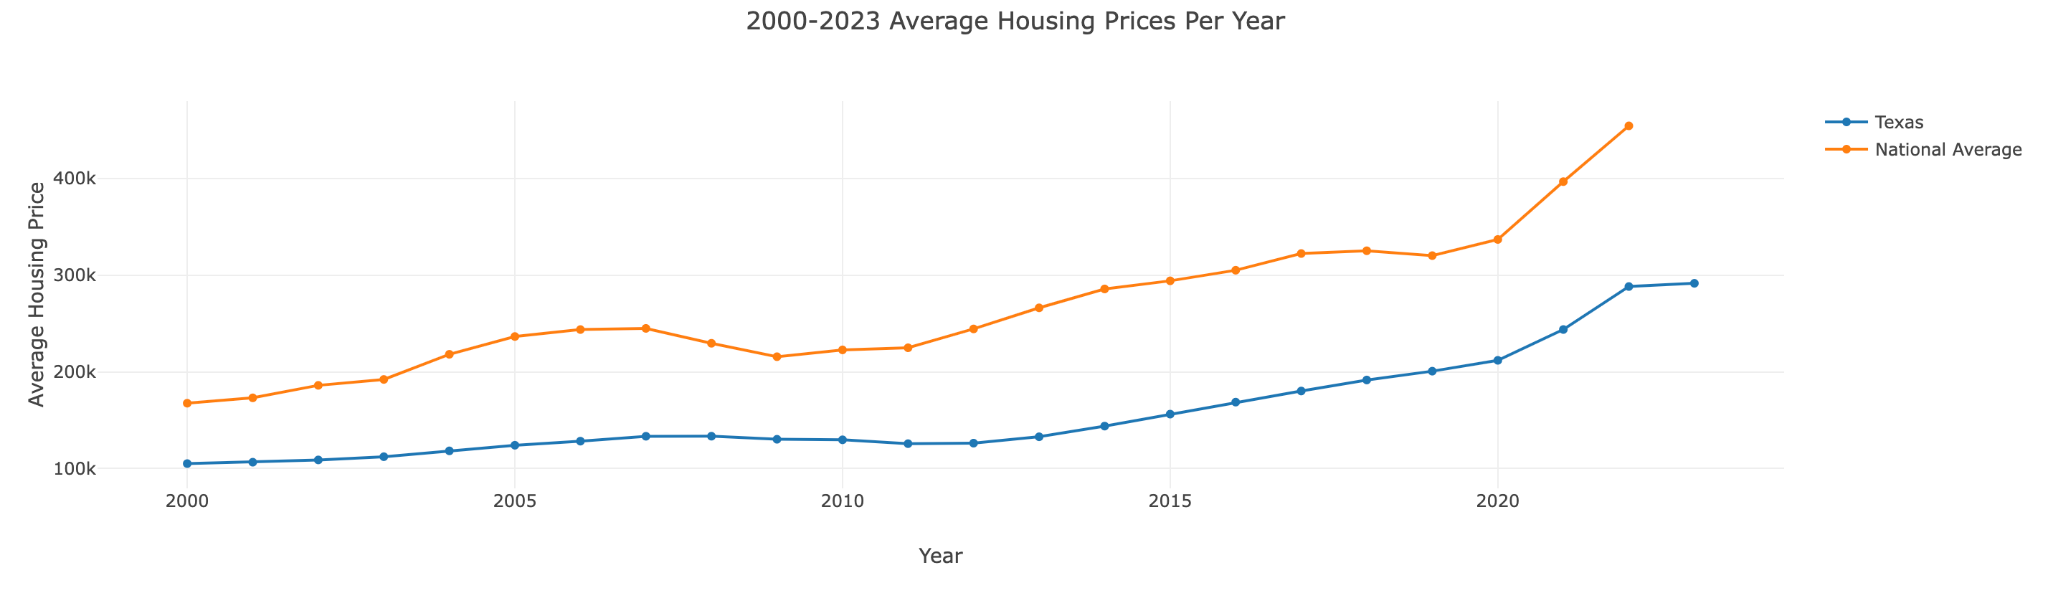 2000-2023 Average Housing Prices Per Year
Texas
National Average
Average Housing Price
400k
300k
200k
100k
2000 2005 2010 2015 2020
Year